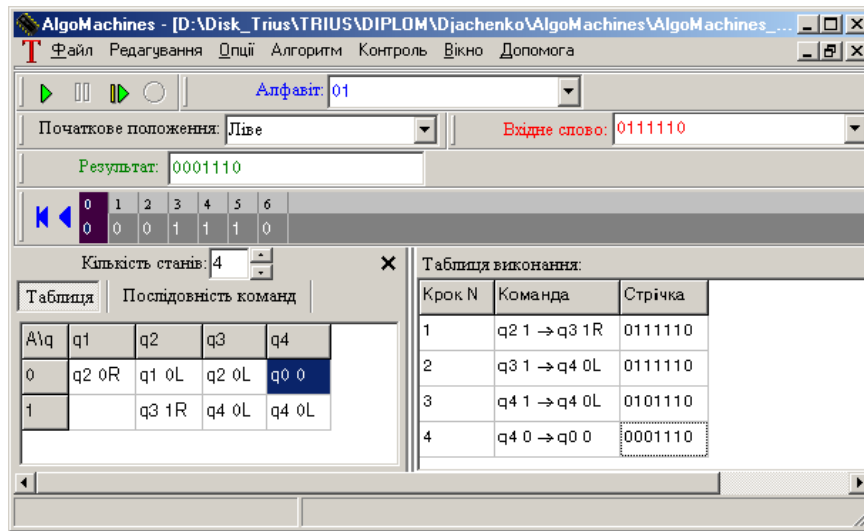 AlgoMachines - [D:\Disk_Trius\TRIUS\DIPLOM\Djachenko\AlgoMachines\AlgoMachines_...
T Файл Редагування Опції Алгоритм Контроль Вікно Допомога
Алфавіт: 01
Початкове положення: Ліве Вхідне слово: 0111110
Результат: 0001110
0 1 2 3 4 5 6
0 0 0 1 1 1 0
Кількість станів: 4
Таблиця виконання:
Таблиця Послідовність команд
Крок N Команда Стрічка
A\q q1 q2 q3 q4
0 q2 0R q1 0L q2 0L q0 0
1 q3 1R q4 0L q4 0L
1 q2 1 → q3 1R 0111110
2 q3 1 → q4 0L 0111110
3 q4 1 → q4 0L 0101110
4 q4 0 → q0 0 0001110